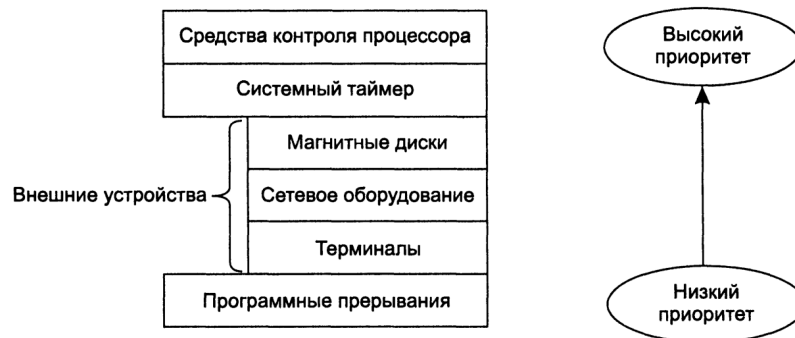 Средства контроля процессора
Системный таймер
Магнитные диски
Внешние устройства
Сетевое оборудование
Терминалы
Программные прерывания
Высокий
приоритет
Низкий
приоритет